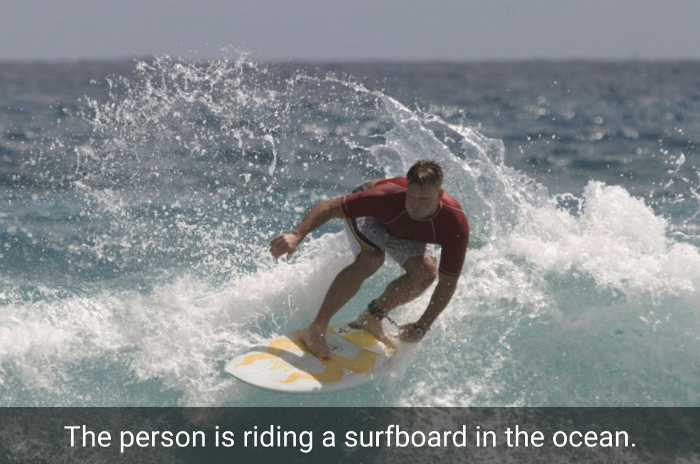 The person is riding a surfboard in the ocean.